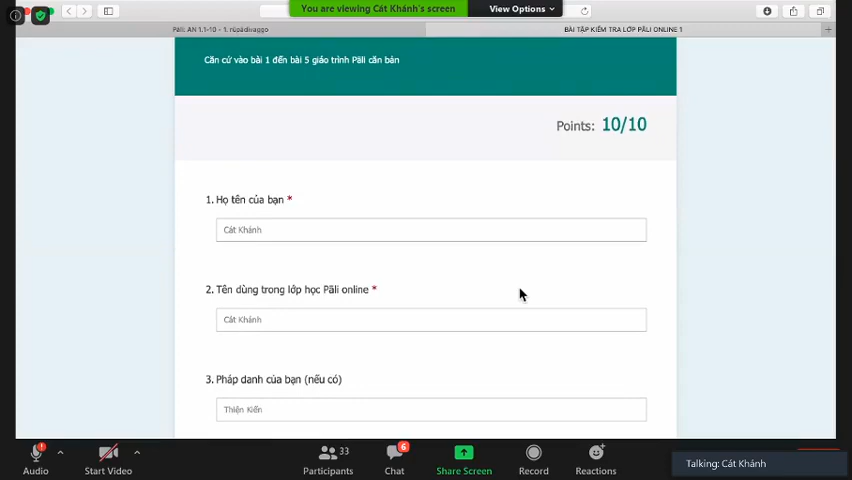 You are viewing Cát Khánh's screen
View Options
Pāli: AN 1.1-10 - 1. rūpādivaggo
BÀI TẬP KIỂM TRA LỚP PĀLI ONLINE 1
Căn cứ vào bài 1 đến bài 5 giáo trình Pāli căn bản
Points: 10/10
1. Họ tên của bạn *
Cát Khánh
2. Tên dùng trong lớp học Pāli online *
Cát Khánh
3. Pháp danh của bạn (nếu có)
Thiện Kiến
33
6
Audio
Start Video
Participants
Chat
Share Screen
Record
Reactions
Talking: Cát Khánh